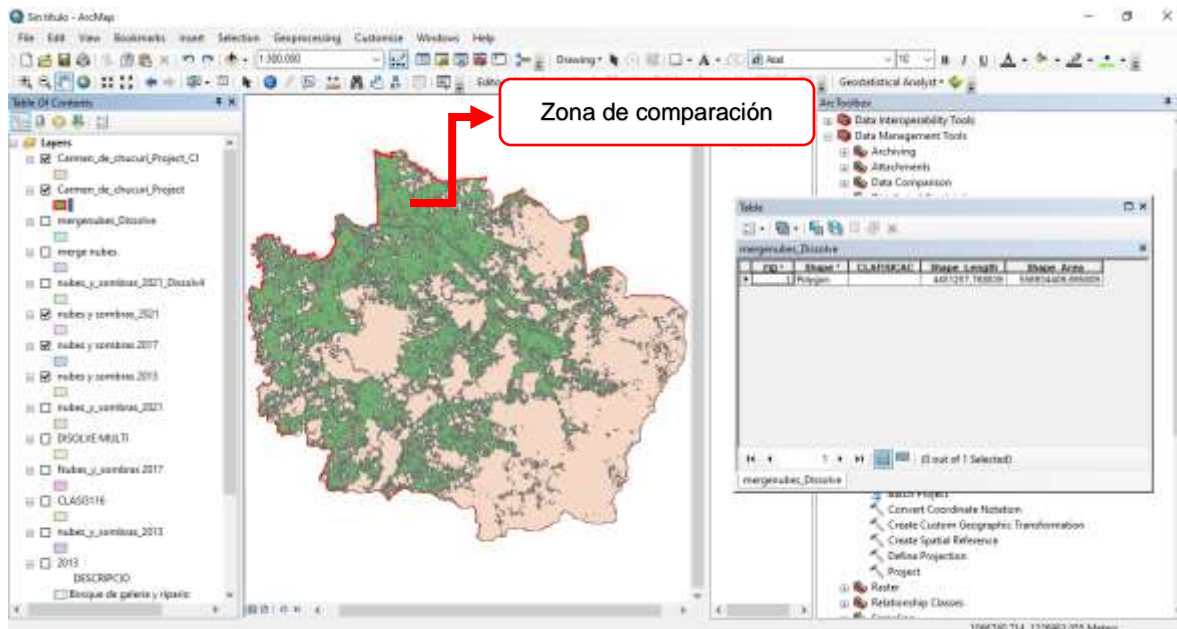 Sin título - ArcMap
File Edit View Bookmarks Insert Selection Geoprocessing Customize Windows Help
1:300.000
Drawing
Arial
10
Geostatistical Analyst
Table Of Contents
Layers
Carmen_de_chucuri_Project_Cl
Carmen_de_chucuri_Project
mergenubes_Dissolve
merge nubes
nubes_y_sombras_2021_Dissolve
nubes y sombras_2021
nubes y sombras 2017
nubes y sombras 2013
nubes_y_sombras_2021
DISOLVE MULTI
Nubes_y_sombras 2017
nubes_y_sombras_2013
2013
DESCRIPCIO
Bosque de galeria y ripario
Zona de comparación
ArcToolbox
Data Interoperability Tools
Data Management Tools
Archiving
Attachments
Data Comparison
Table
mergenubes_Dissolve
Shape * Shape_Length Shape_Area
1 Polygon
1 (0 out of 1 Selected)
mergenubes_Dissolve
Batch Project
Convert Coordinate Notation
Create Custom Geographic Transformation
Create Spatial Reference
Define Projection
Project
Raster
Relationship Classes
Meters